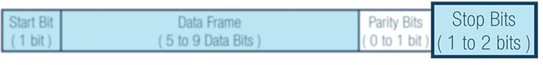 Start Bit
( 1 bit )
Data Frame
( 5 to 9 Data Bits )
Parity Bits
( 0 to 1 bit )
Stop Bits
( 1 to 2 bits )